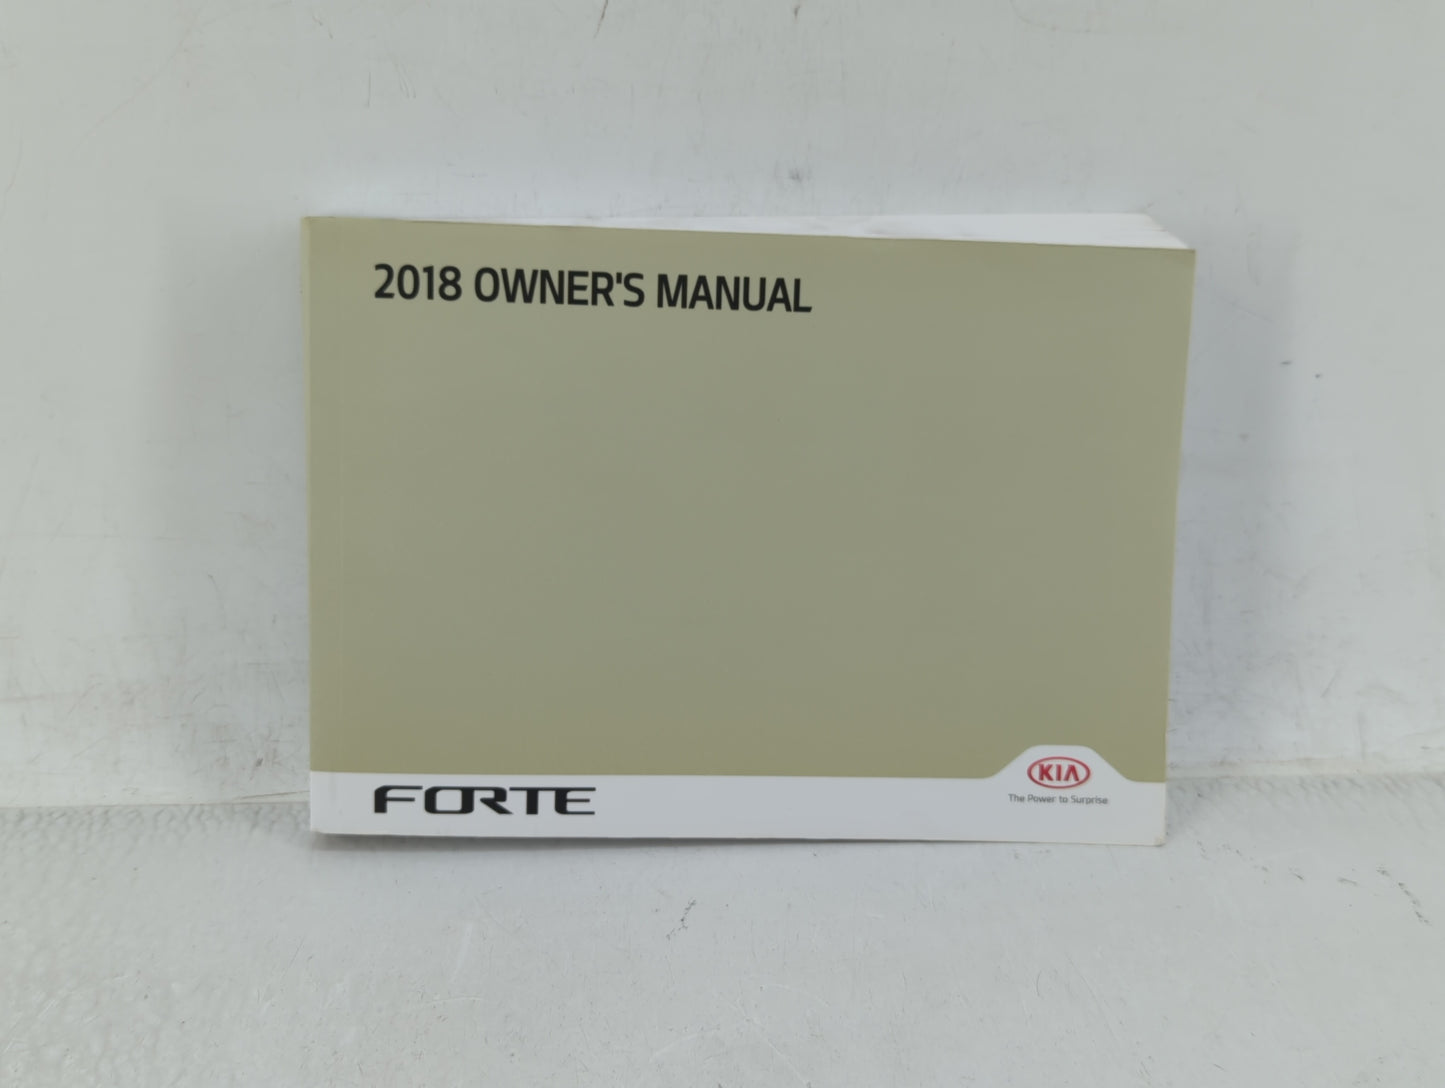 2018 OWNER'S MANUAL
FORTE
KIA
The Power to Surprise